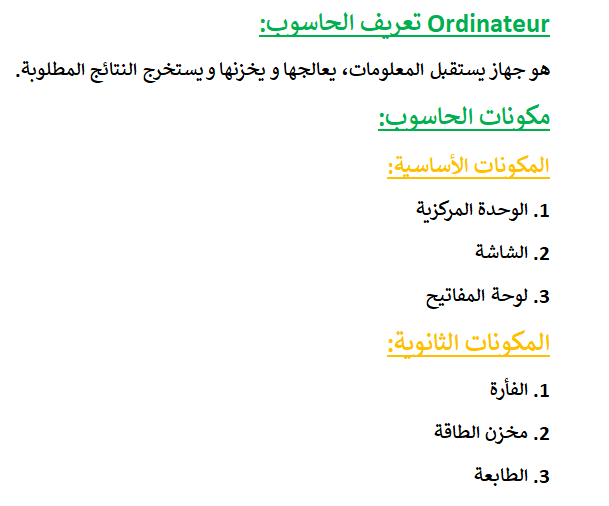 Ordinateur تعريف الحاسوب:
هو جهاز يستقبل المعلومات، يعالجها و يخزنها و يستخرج النتائج المطلوبة.
مكونات الحاسوب:
المكونات الأساسية:
1. الوحدة المركزية
2. الشاشة
3. لوحة المفاتيح
المكونات الثانوية:
1. الفأرة
2. مخزن الطاقة
3. الطابعة